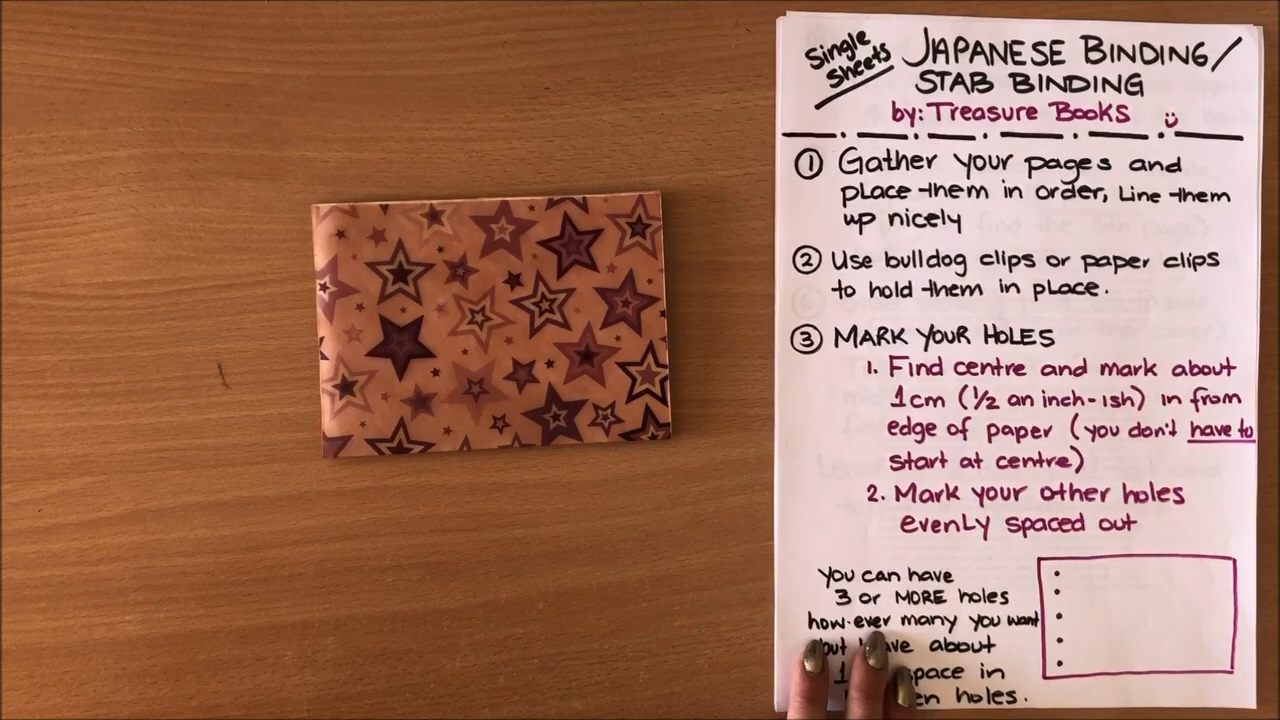 Single Sheets
JAPANESE BINDING/
STAB BINDING
by: Treasure Books
① Gather your pages and
place them in order, Line them
up nicely
② Use bulldog clips or paper clips
to hold them in place.
③ MARK YOUR HOLES
1. Find centre and mark about
1cm (½ an inch-ish) in from
edge of paper (you don't have to
start at centre)
2. Mark your other holes
evenly spaced out
You can have
3 or MORE holes
how-ever many you want
about
space in
holes.